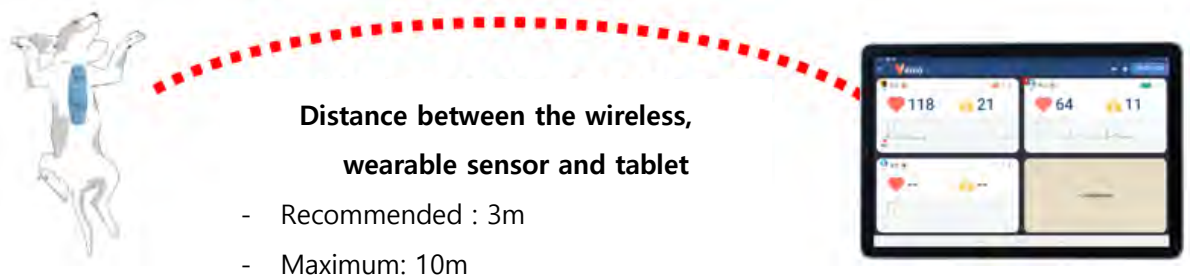 Distance between the wireless,
wearable sensor and tablet
- Recommended : 3m
- Maximum: 10m
118
21
64
11
--
--